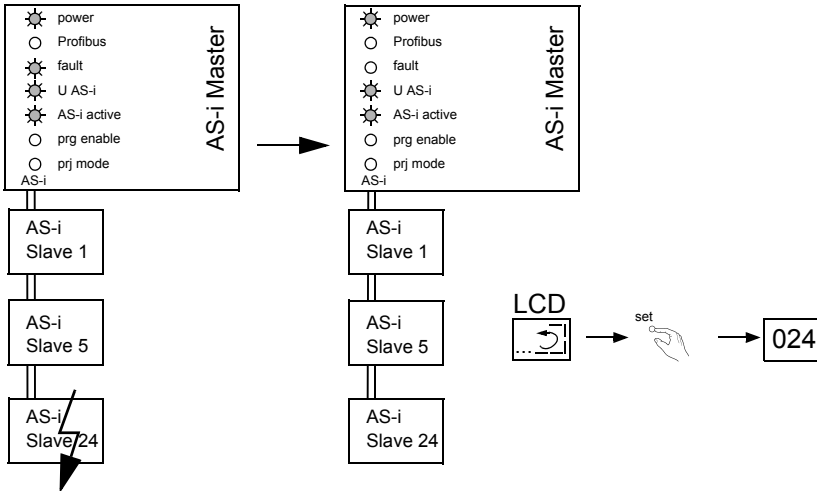 power
Profibus
fault
U AS-i
AS-i active
prg enable
prj mode
AS-i
AS-i Master
AS-i
Slave 1
AS-i
Slave 5
AS-i
Slave 24
power
Profibus
fault
U AS-i
AS-i active
prg enable
prj mode
AS-i
AS-i Master
AS-i
Slave 1
AS-i
Slave 5
AS-i
Slave 24
LCD
...
set
024